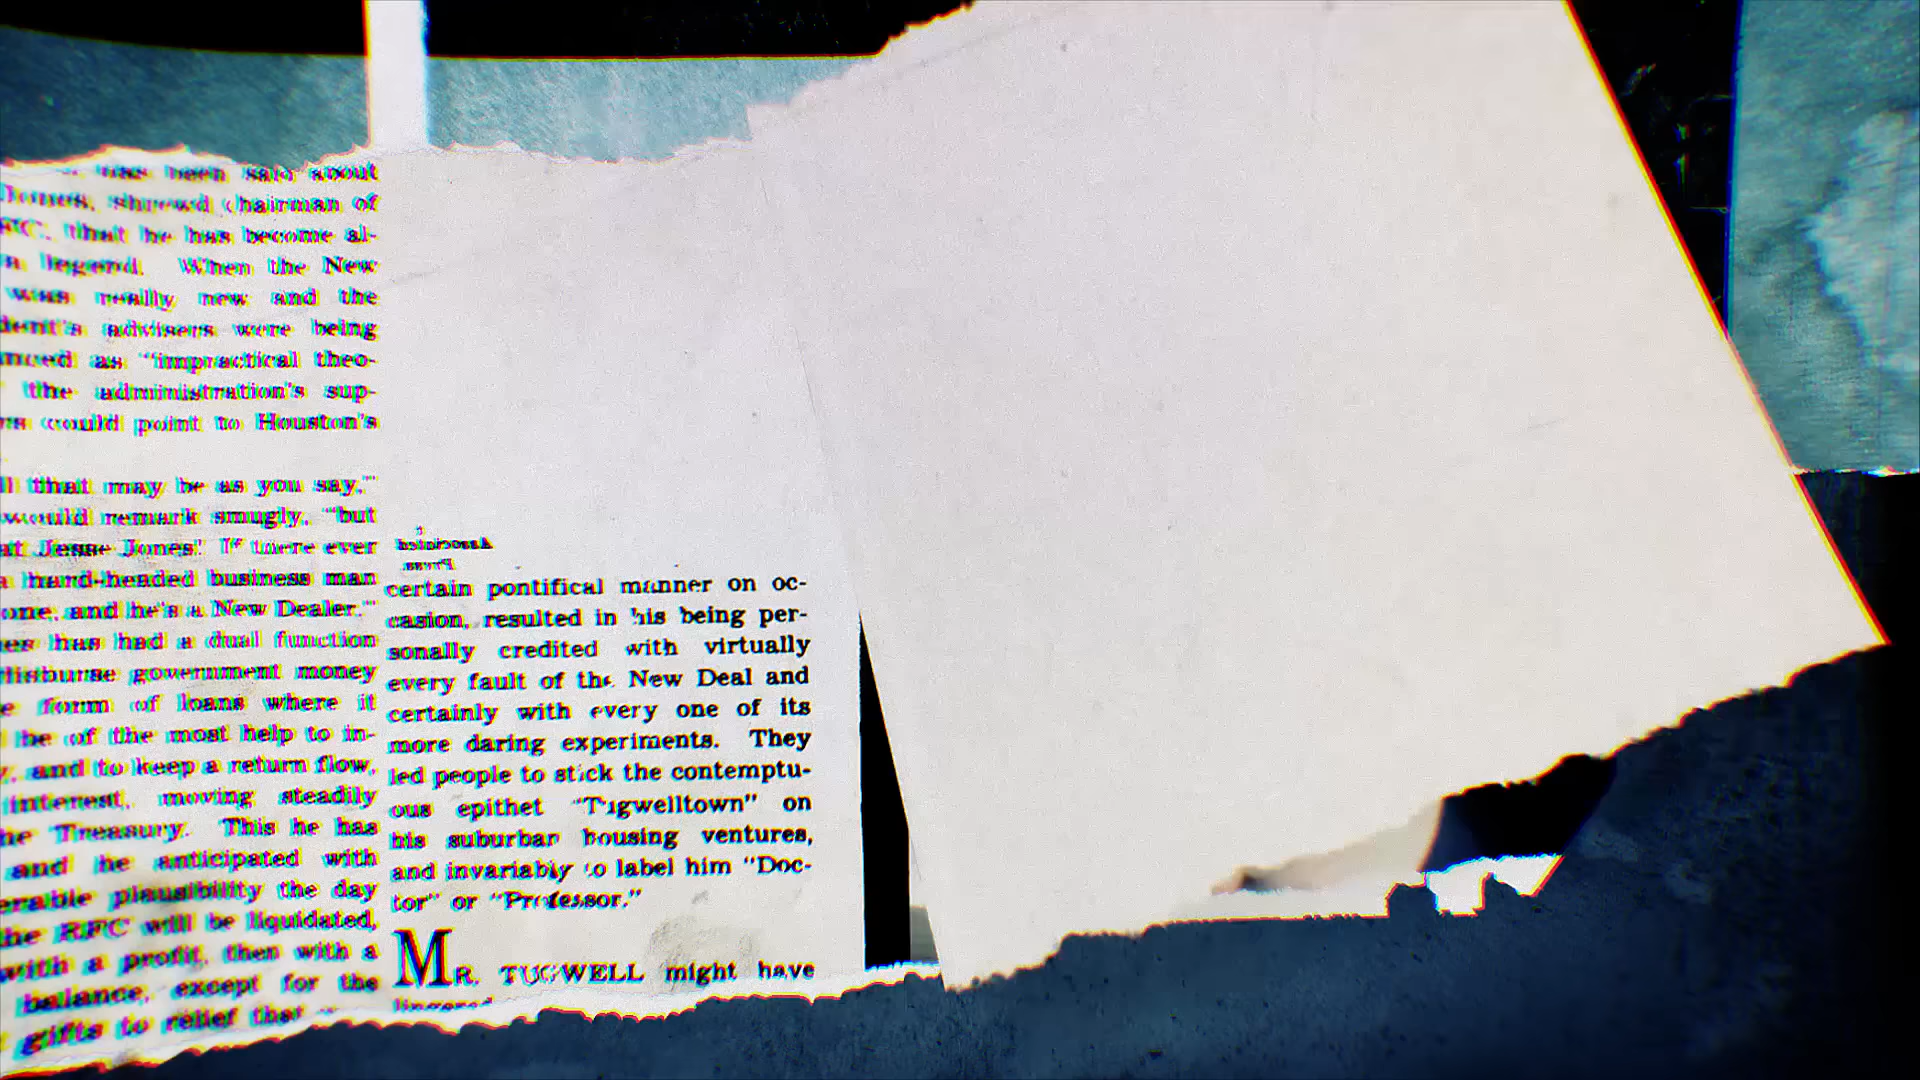 was been said about
Jones, shrewd chairman of
RFC, that he has become al-
n legend. When the New
was really new and the
dent's advisers were being
nced as "impractical theo-
the administration's sup-
rs could point to Houston's
ll that may be as you say,"
would remark smugly, "but
at Jesse Jones! If there ever
a hard-headed business man
one, and he's a New Dealer."
es has had a dual function
disburse government money
e form of loans where it
be of the most help to in-
y, and to keep a return flow,
interest, moving steadily
he Treasury. This he has
and he anticipated with
erable plausibility the day
he RFC will be liquidated,
with a profit, then with a
balance, except for the
gifts to relief that
Associated
Press.
certain pontifical manner on oc-
casion, resulted in his being per-
sonally credited with virtually
every fault of the New Deal and
certainly with every one of its
more daring experiments. They
led people to stick the contemptu-
ous epithet "Tugwelltown" on
his suburban housing ventures,
and invariably to label him "Doc-
tor" or "Professor."
MR. TUGWELL might have
lingered